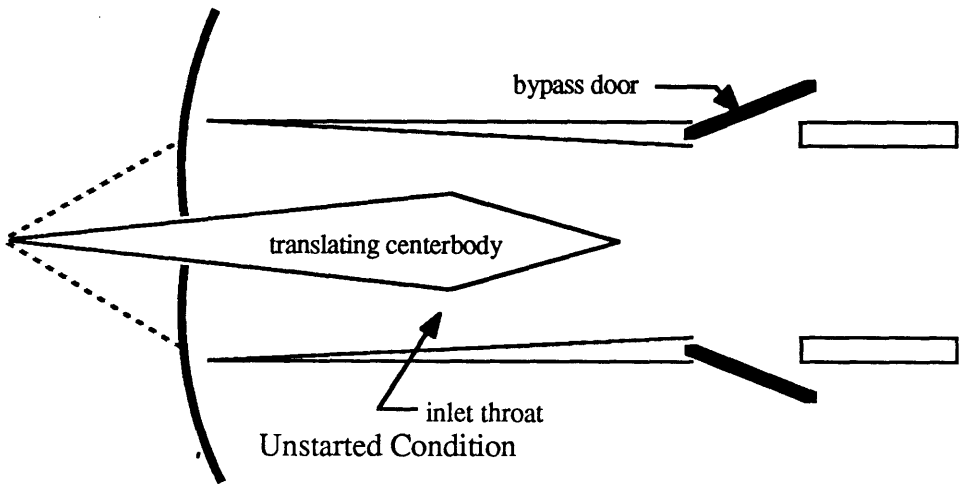 bypass door
translating centerbody
inlet throat
Unstarted Condition